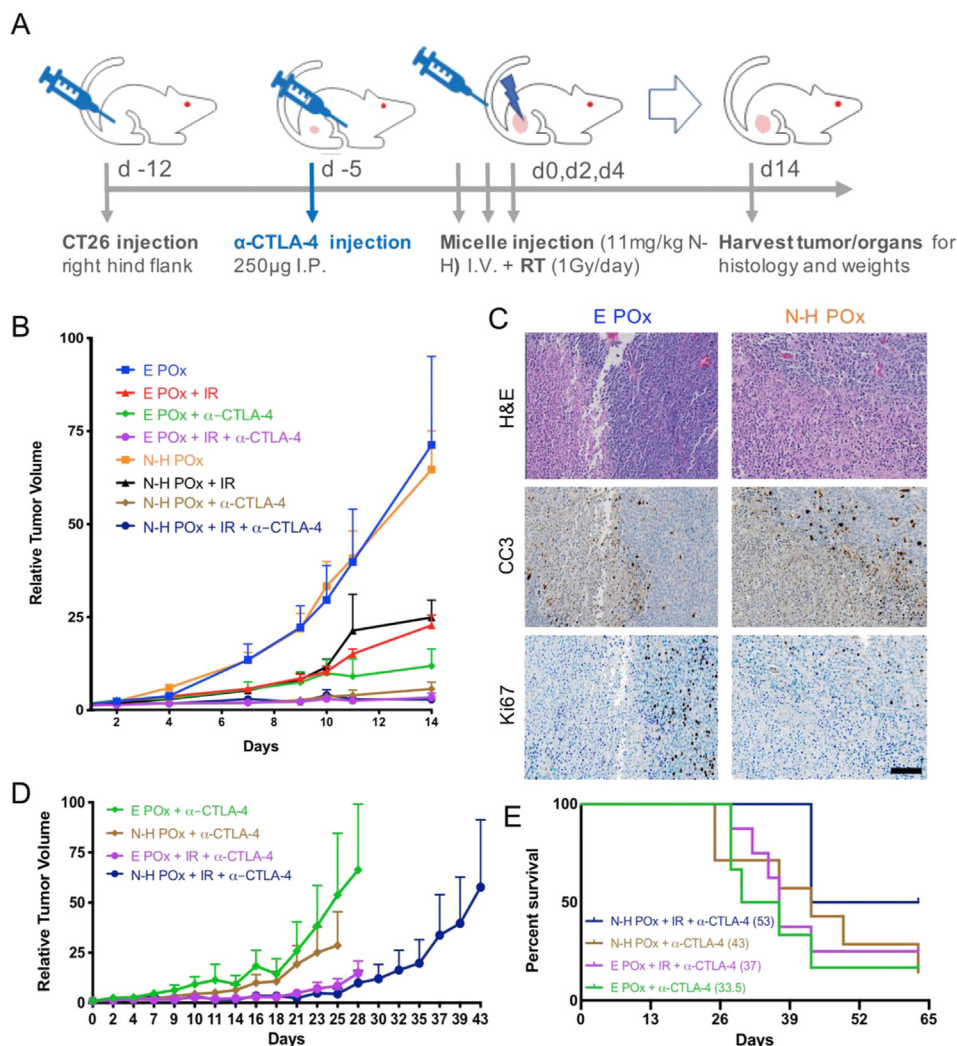 A
d -12
d -5
d0,d2,d4
d14
CT26 injection
right hind flank
α-CTLA-4 injection
250µg I.P.
Micelle injection (11mg/kg N-
H) I.V. + RT (1Gy/day)
Harvest tumor/organs for
histology and weights
B
Relative Tumor Volume
100
75
50
25
0
E POx
E POx + IR
E POx + α-CTLA-4
E POx + IR + α-CTLA-4
N-H POx
N-H POx + IR
N-H POx + α-CTLA-4
N-H POx + IR + α-CTLA-4
2 4 6 8 10 12 14
Days
C
E POx N-H POx
H&E
CC3
Ki67
D
Relative Tumor Volume
100
75
50
25
0
E POx + α-CTLA-4
N-H POx + α-CTLA-4
E POx + IR + α-CTLA-4
N-H POx + IR + α-CTLA-4
0 2 4 7 9 10 11 14 16 18 21 23 25 28 30 32 35 37 39 43
Days
E
Percent survival
100
50
0
N-H POx + IR + α-CTLA-4 (53)
N-H POx + α-CTLA-4 (43)
E POx + IR + α-CTLA-4 (37)
E POx + α-CTLA-4 (33.5)
0 13 26 39 52 65
Days